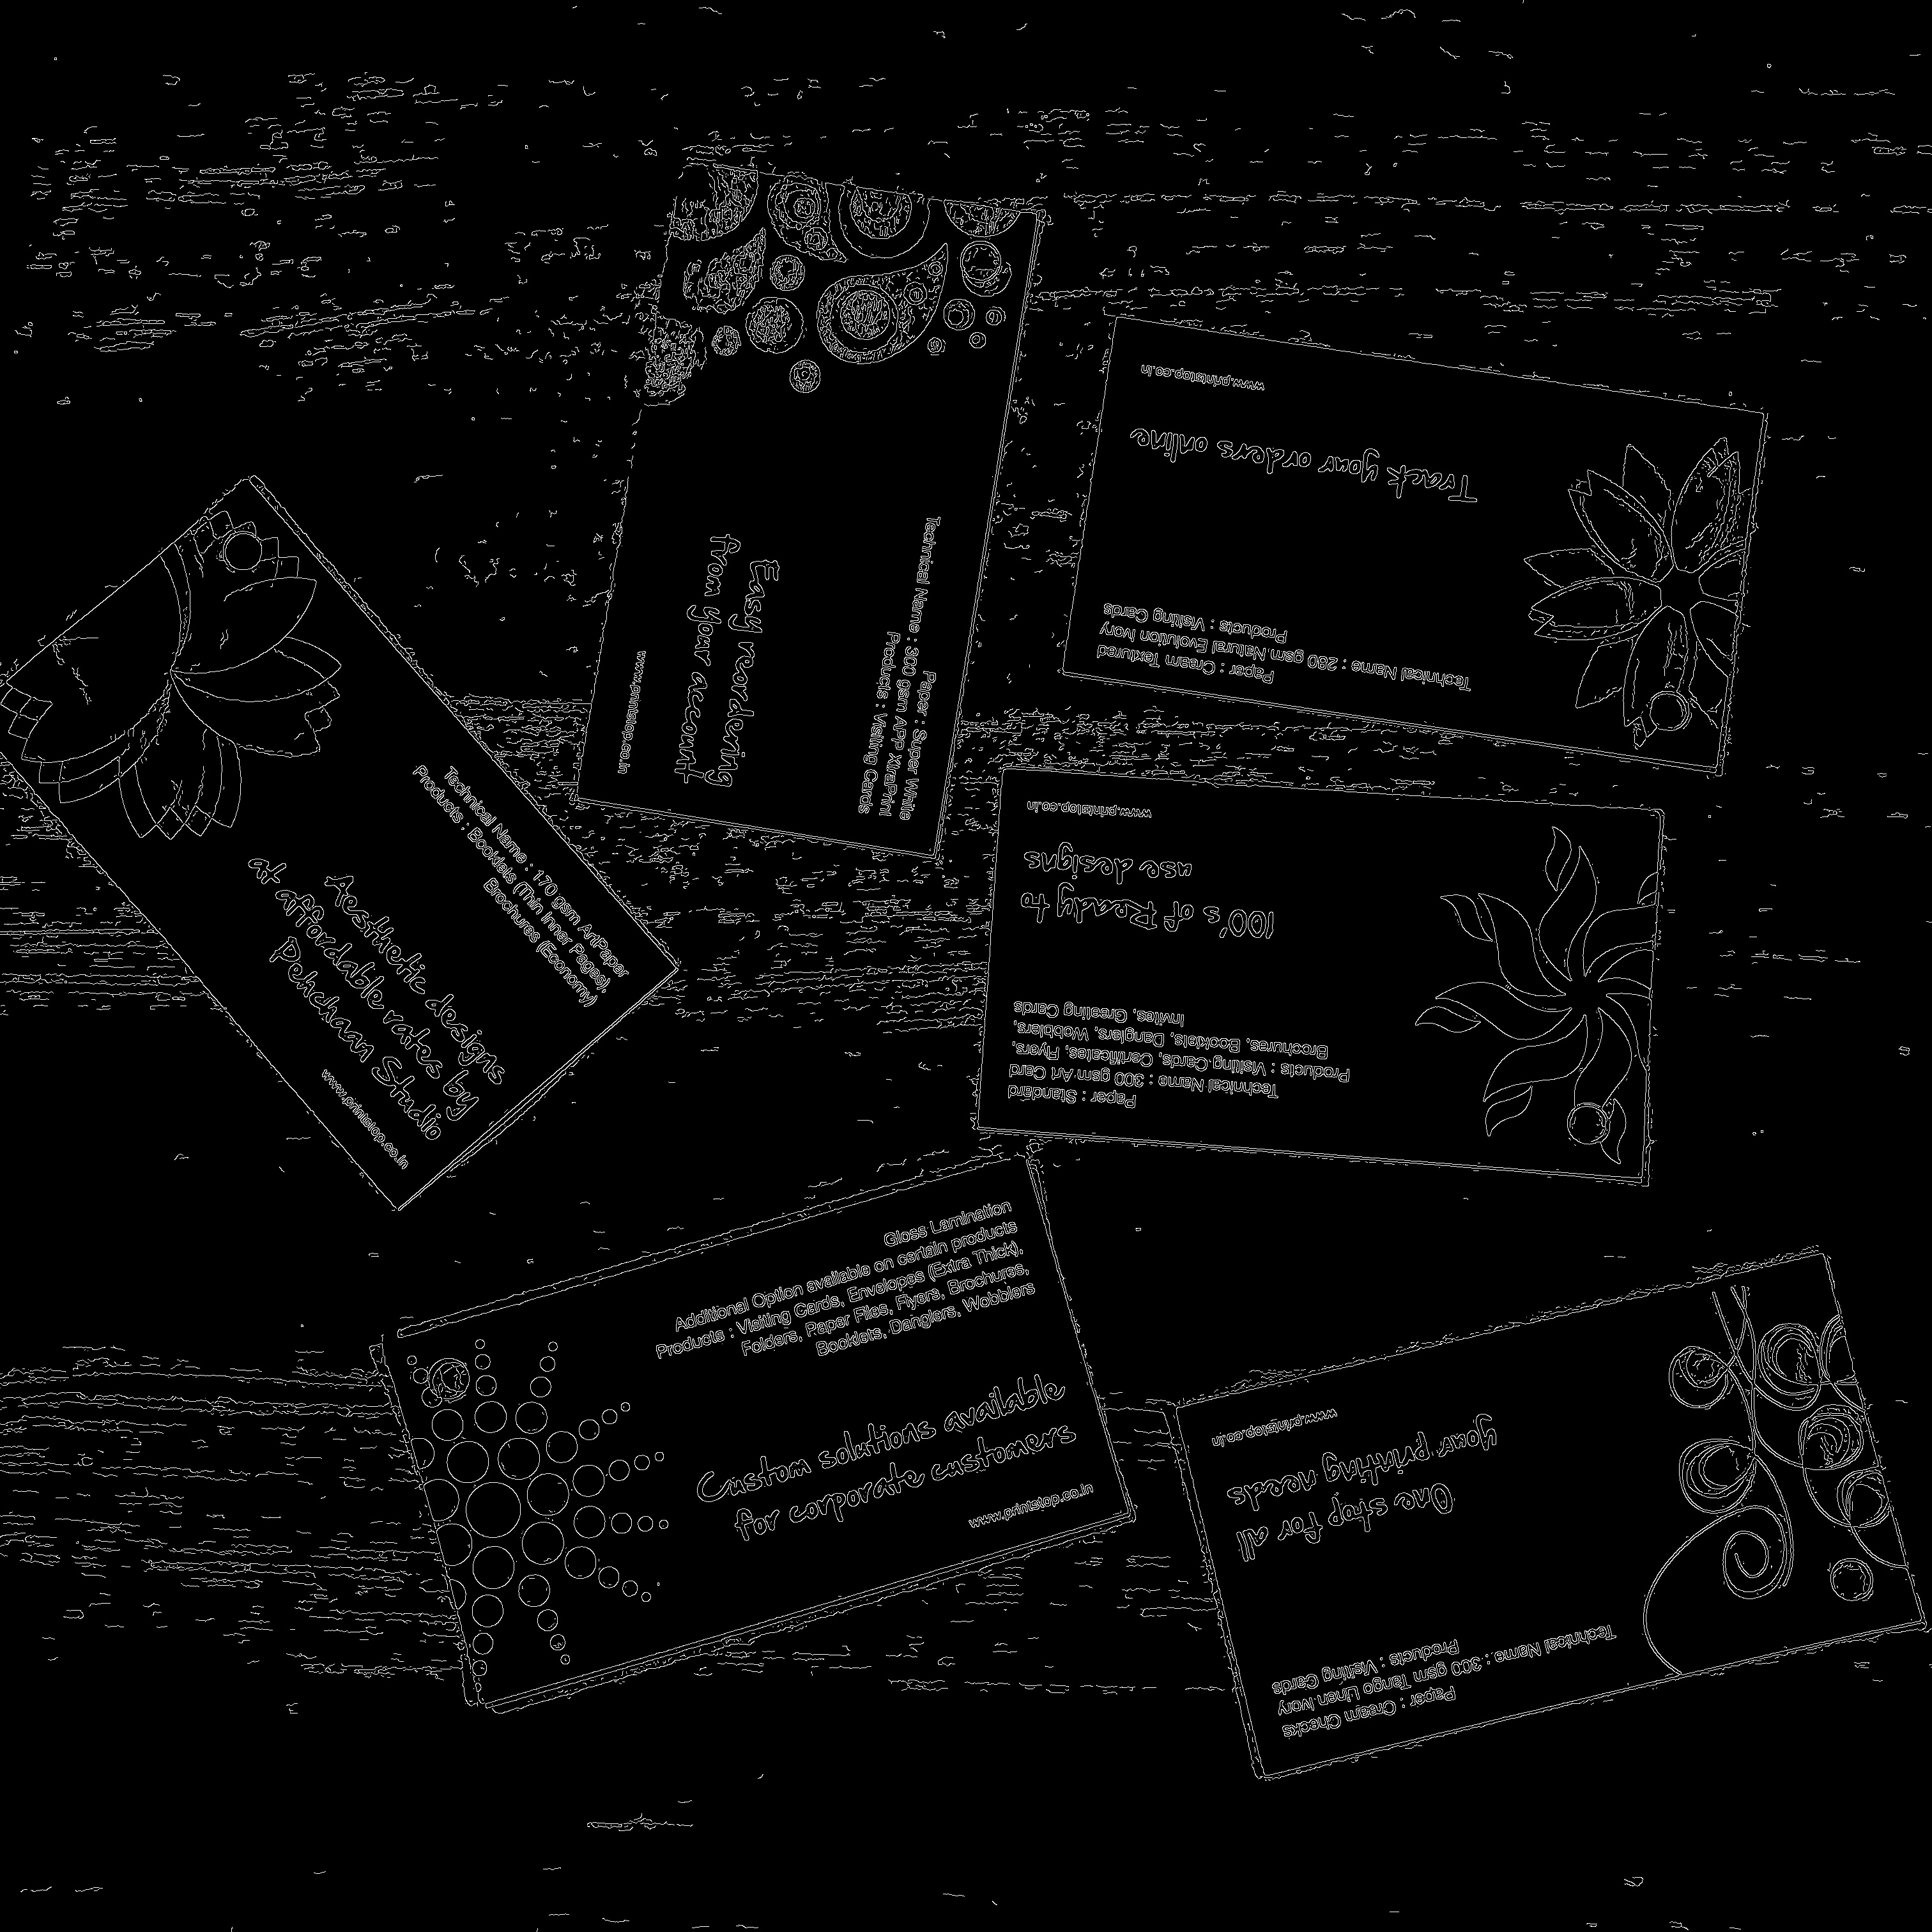 Paper : Super White
Technical Name : 300 gsm APP XtraPrint
Products : Visiting Cards
Easy reordering
from your account
www.printstop.co.in
Paper : Cream Textured
Technical Name : 280 gsm Natural Evolution Ivory
Products : Visiting Cards
Track your orders online
www.printstop.co.in
Technical Name : 170 gsm ArtPaper
Products : Booklets (Thin Inner Pages),
Brochures (Economy)
Aesthetic designs
at affordable rates by
Pehchaan Studio
www.printstop.co.in
Paper : Standard
Technical Name : 300 gsm Art Card
Products : Visiting Cards, Certificates, Flyers,
Brochures, Booklets, Danglers, Wobblers,
Invites, Greeting Cards
100's of Ready to
use designs
www.printstop.co.in
Gloss Lamination
Additional Option available on certain products
Products : Visiting Cards, Envelopes (Extra Thick),
Folders, Paper Files, Flyers, Brochures,
Booklets, Danglers, Wobblers
Custom solutions available
for corporate customers
www.printstop.co.in
Paper : Cream Checks
Technical Name : 300 gsm Tango Linen Ivory
Products : Visiting Cards
One stop for all
your printing needs
www.printstop.co.in